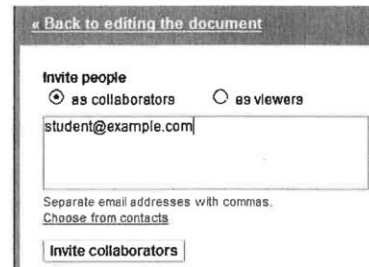 « Back to editing the document
Invite people
as collaborators as viewers
student@example.com
Separate email addresses with commas.
Choose from contacts
Invite collaborators